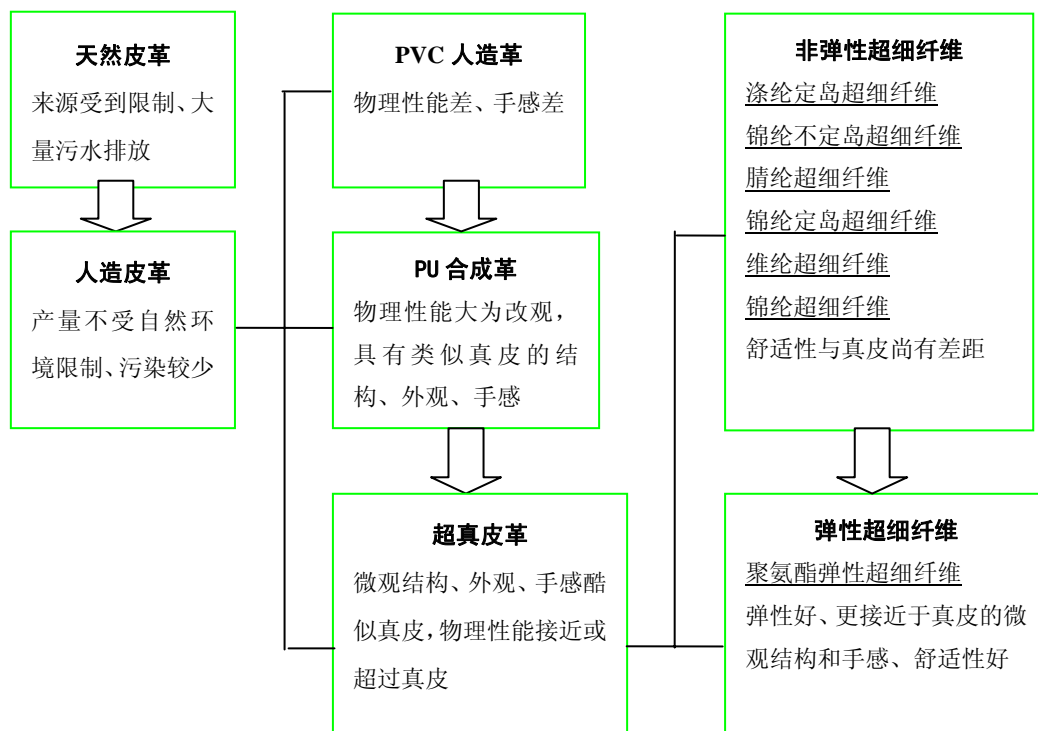 天然皮革
来源受到限制、大
量污水排放
人造皮革
产量不受自然环
境限制、污染较少
PVC 人造革
物理性能差、手感差
PU 合成革
物理性能大为改观，
具有类似真皮的结
构、外观、手感
超真皮革
微观结构、外观、手感酷
似真皮，物理性能接近或
超过真皮
非弹性超细纤维
涤纶定岛超细纤维
锦纶不定岛超细纤维
腈纶超细纤维
锦纶定岛超细纤维
维纶超细纤维
锦纶超细纤维
舒适性与真皮尚有差距
弹性超细纤维
聚氨酯弹性超细纤维
弹性好、更接近于真皮的微
观结构和手感、舒适性好